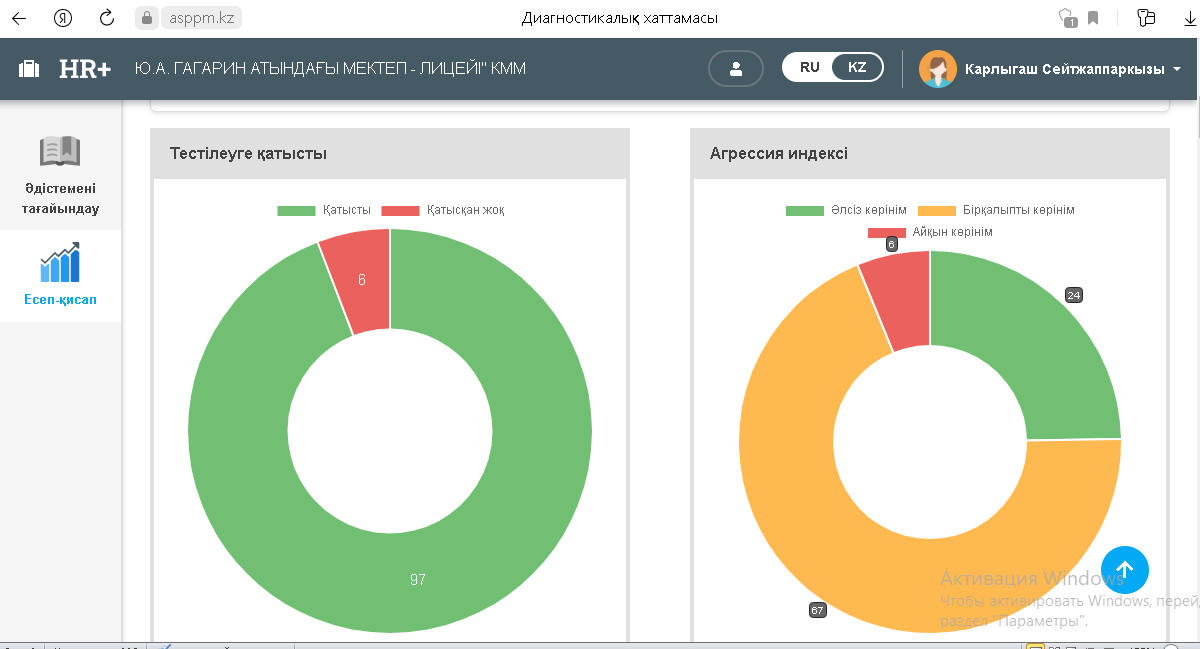 asppm.kz
Диагностикалық хаттамасы
1
HR+
Ю.А. ГАГАРИН АТЫНДАҒЫ МЕКТЕП - ЛИЦЕЙІ" КММ
RU
KZ
Карлыгаш Сейтжаппаркызы
Әдістемені
тағайындау
Есеп-қисап
Тестілеуге қатысты
Қатысты
Қатысқан жоқ
6
97
Агрессия индексі
Әлсіз көрінім
Бірқалыпты көрінім
Айқын көрінім
6
24
67
Активация Windows
Чтобы активировать Windows, перей
раздел "Параметры".